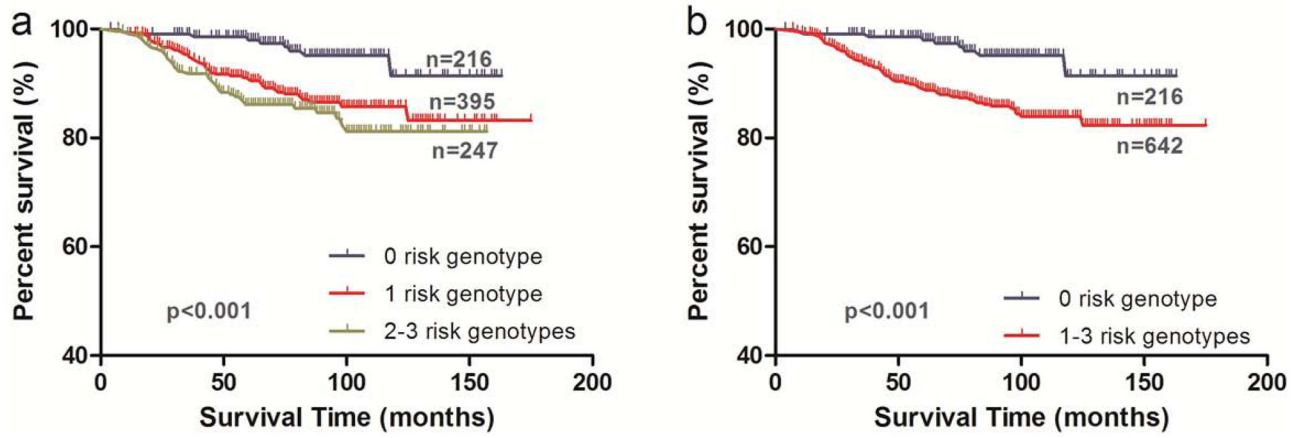 a
Percent survival (%)
100
80
60
40
n=216
n=395
n=247
0 risk genotype
1 risk genotype
2-3 risk genotypes
p<0.001
0
50
100
150
200
Survival Time (months)
b
Percent survival (%)
100
80
60
40
n=216
n=642
0 risk genotype
1-3 risk genotypes
p<0.001
0
50
100
150
200
Survival Time (months)